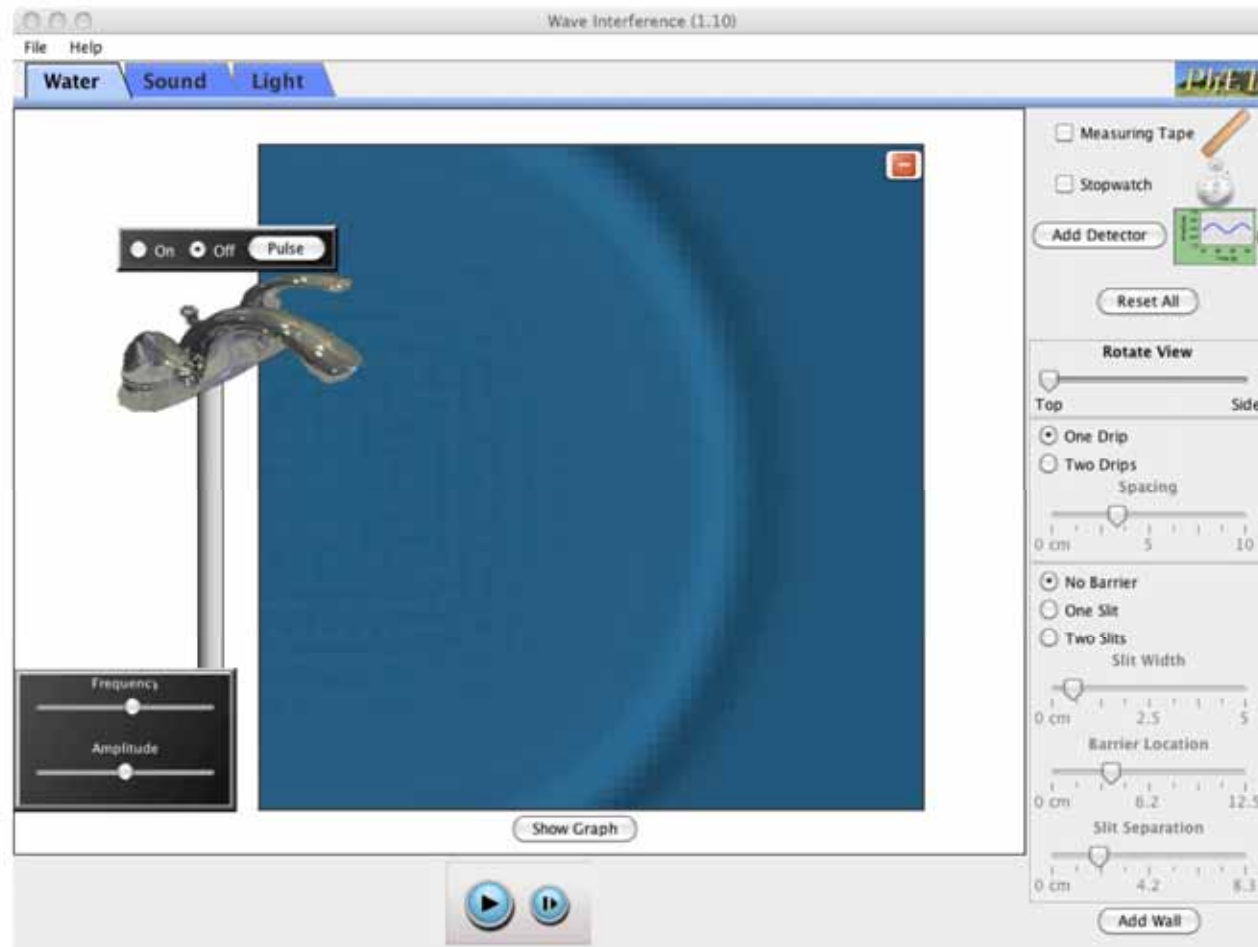 Wave Interference (1.10)
File Help
Water Sound Light
PhET
On Off Pulse
Frequency
Amplitude
Show Graph
Measuring Tape
Stopwatch
Add Detector
Reset All
Rotate View
Top Side
One Drip
Two Drips
Spacing
0 cm 5 10
No Barrier
One Slit
Two Slits
Slit Width
0 cm 2.5 5
Barrier Location
0 cm 6.2 12.5
Slit Separation
0 cm 4.2 8.3
Add Wall